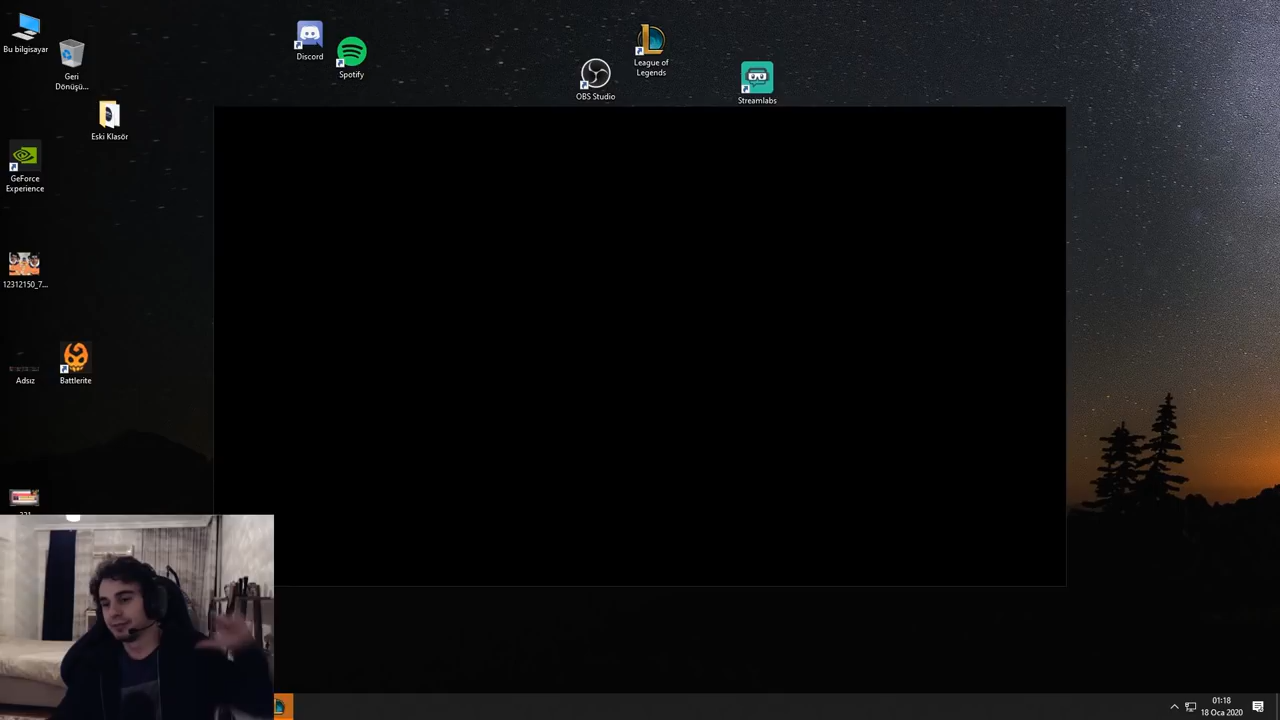 Bu bilgisayar
Geri
Dönüşü...
Eski Klasör
GeForce
Experience
12312150_7...
Adsız
Battlerite
Discord
Spotify
OBS Studio
League of
Legends
Streamlabs
01:18
18 Oca 2020